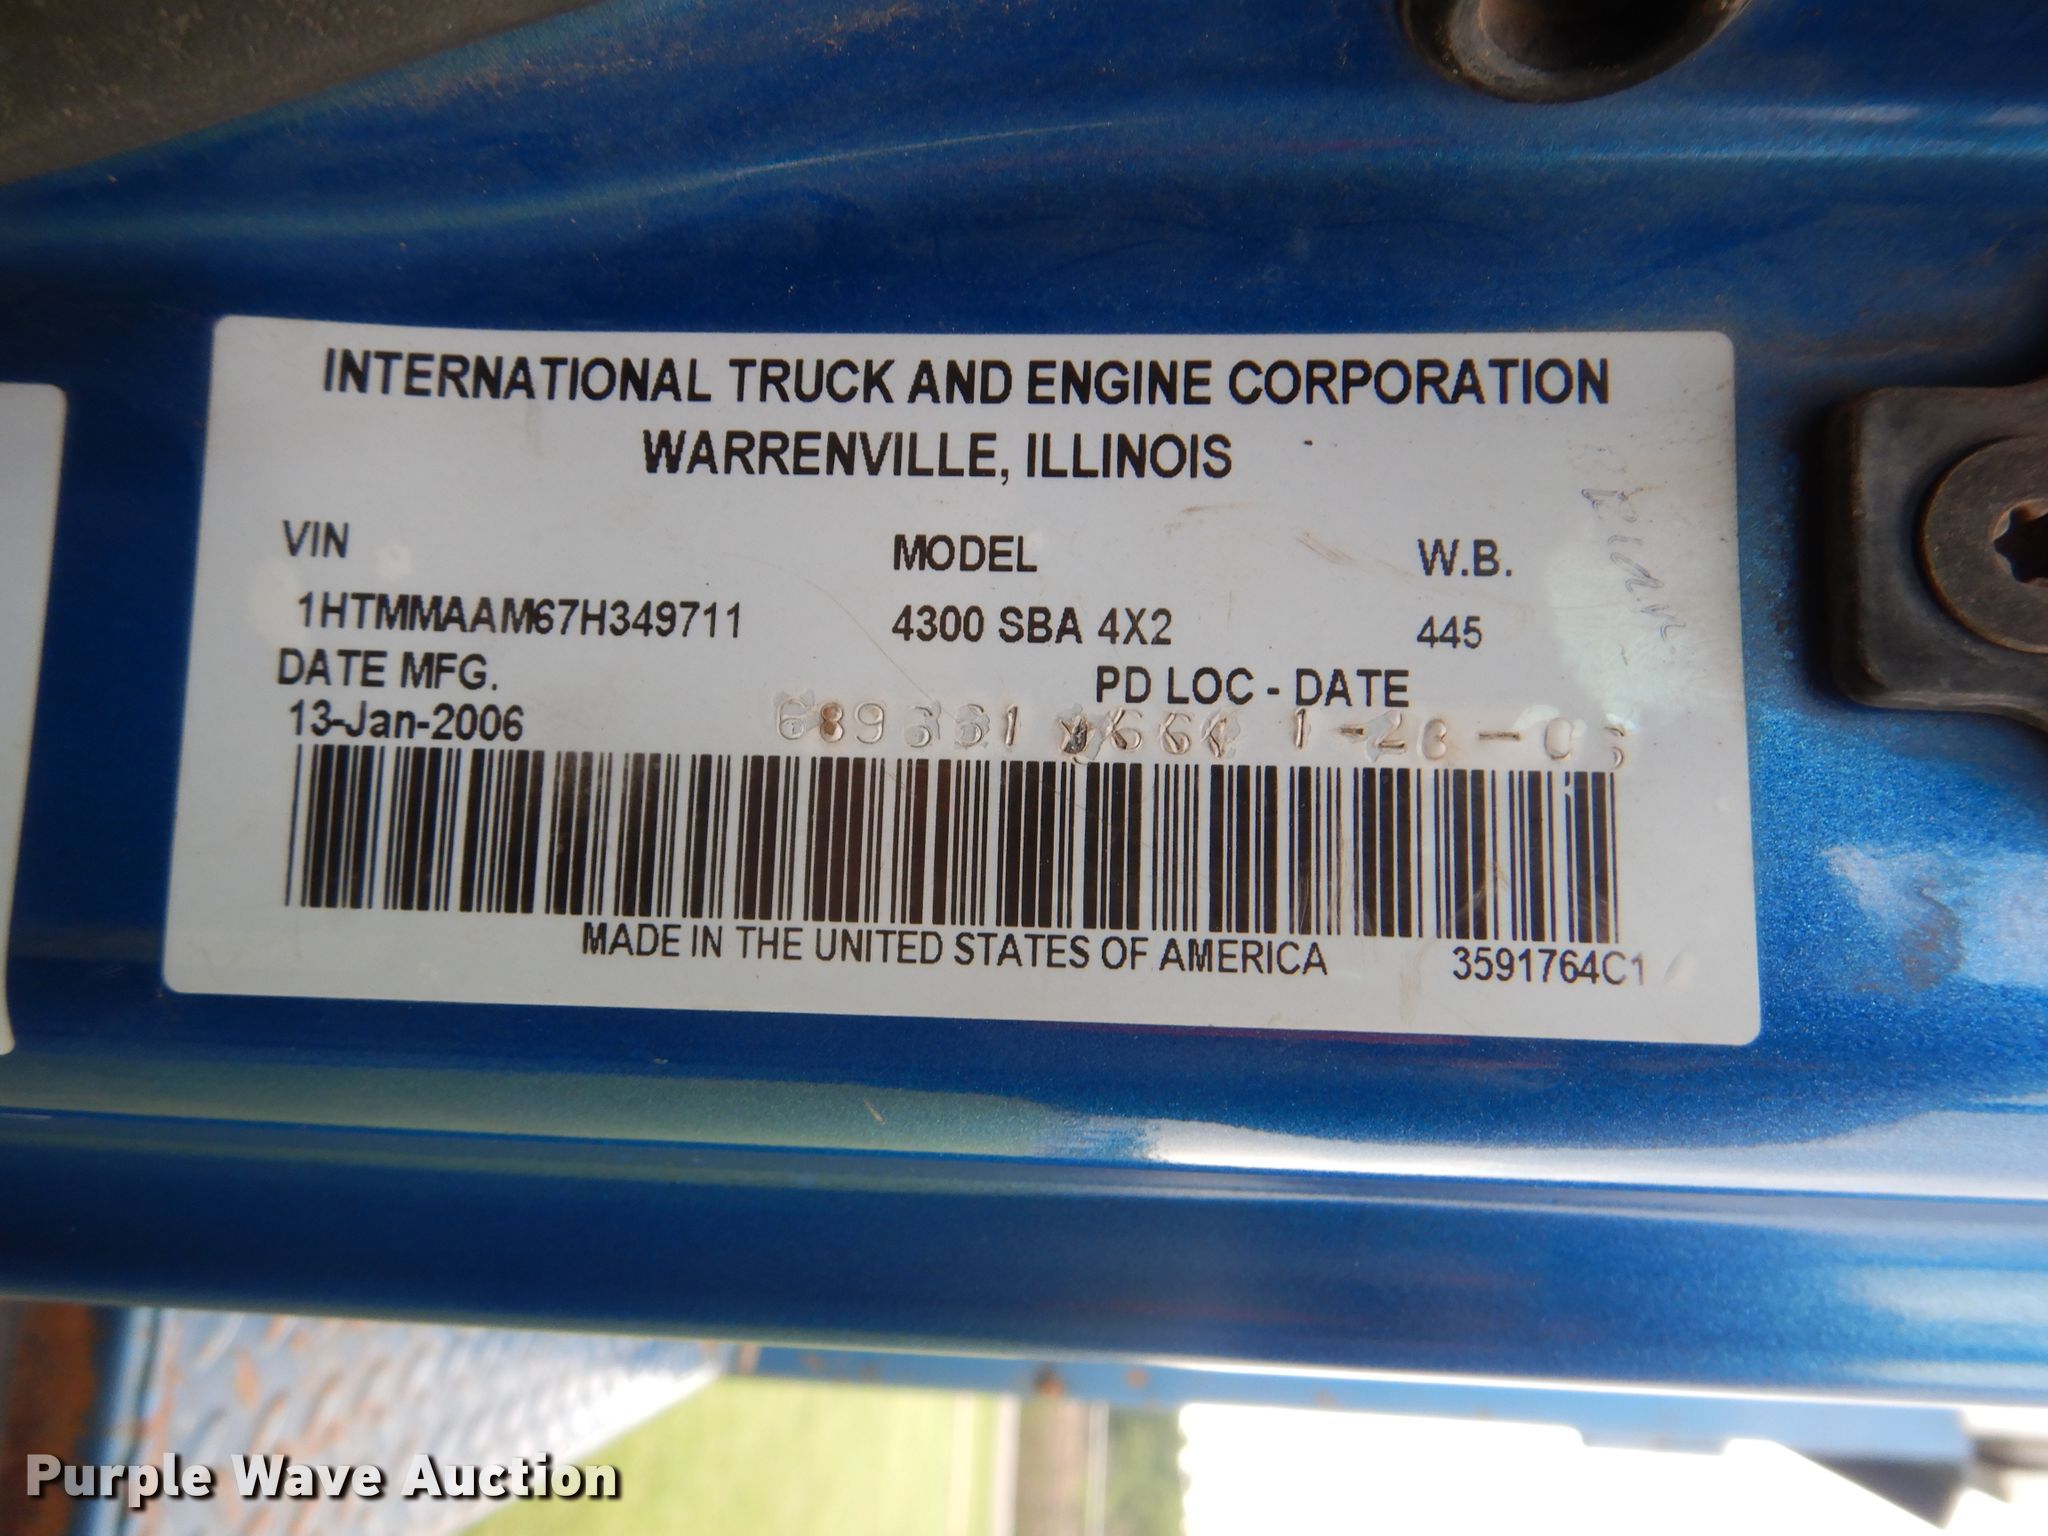 INTERNATIONAL TRUCK AND ENGINE CORPORATION
WARRENVILLE, ILLINOIS
VIN MODEL W.B.
1HTMMAAM67H349711 4300 SBA 4X2 445
DATE MFG. PD LOC - DATE
13-Jan-2006
MADE IN THE UNITED STATES OF AMERICA 3591764C1
Purple Wave Auction